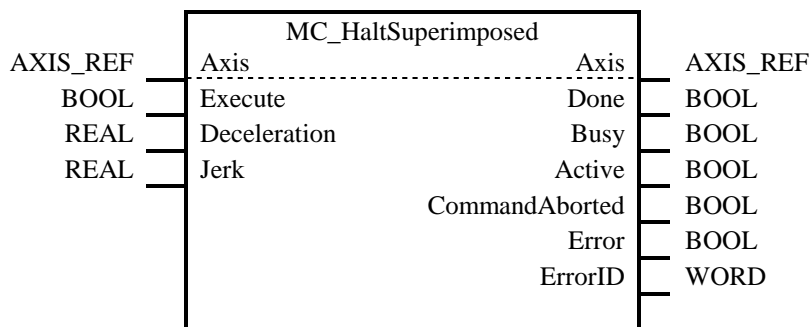 MC_HaltSuperimposed
AXIS_REF Axis Axis AXIS_REF
BOOL Execute Done BOOL
REAL Deceleration Busy BOOL
REAL Jerk Active BOOL
CommandAborted BOOL
Error BOOL
ErrorID WORD